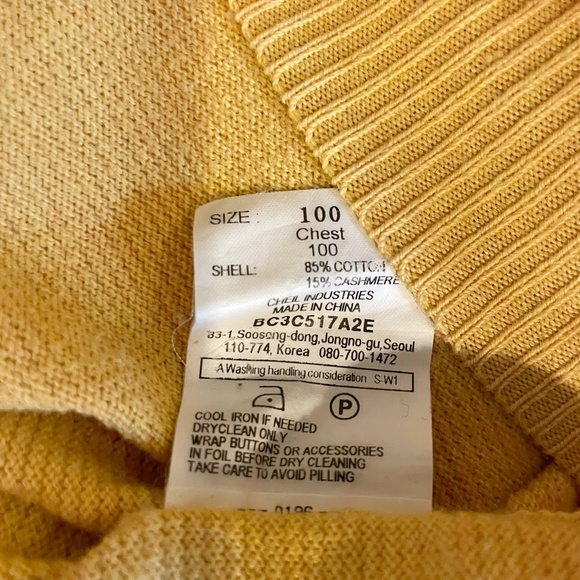 SIZE : 100
Chest
100
SHELL: 85% COTTON
15% CASHMERE
CHEIL INDUSTRIES
MADE IN CHINA
BC3C517A2E
83-1, Soosong-dong, Jongno-gu, Seoul
110-774, Korea 080-700-1472
A Washing handling consideration S-W1
P
COOL IRON IF NEEDED
DRYCLEAN ONLY
WRAP BUTTONS OR ACCESSORIES
IN FOIL BEFORE DRY CLEANING
TAKE CARE TO AVOID PILLING